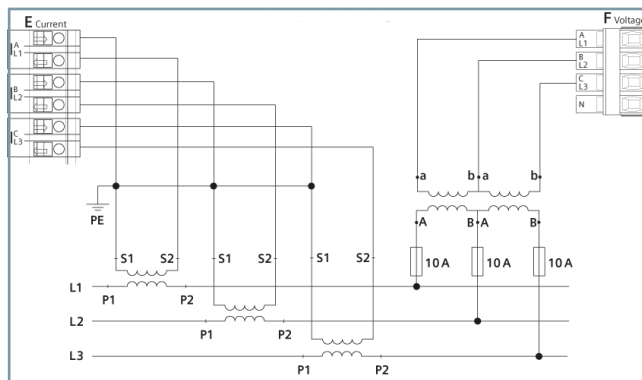 E Current
F Voltage
A
L1
B
L2
C
L3
A
L1
B
L2
C
L3
N
a b a b
PE
A B A B
10 A 10 A 10 A
S1 S2 S1 S2 S1 S2
L1 P1 P2
L2 P1 P2
L3 P1 P2